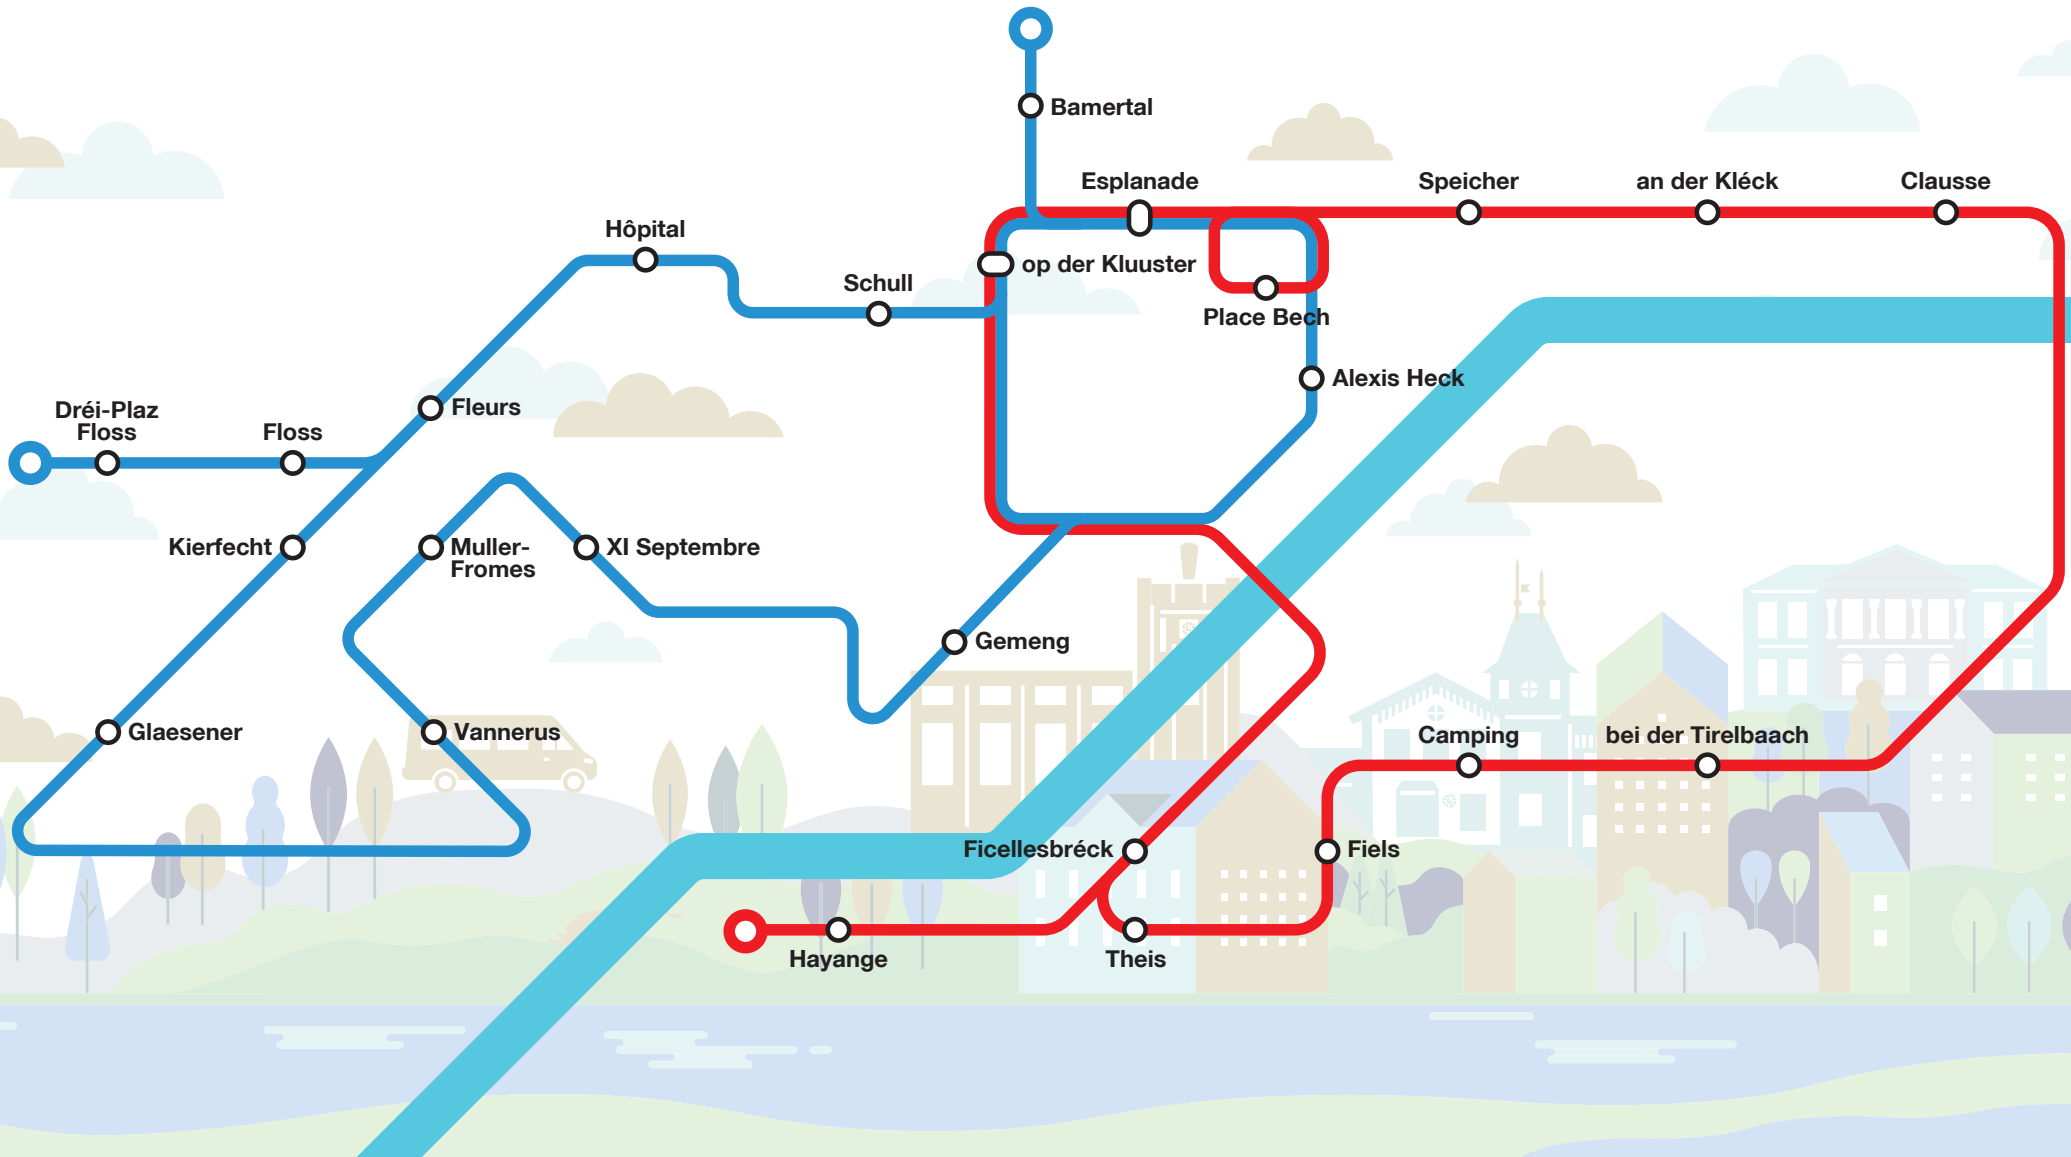 Bamertal
Esplanade
Speicher
an der Kléck
Clausse
Hôpital
op der Kluuster
Schull
Place Bech
Alexis Heck
Dréi-Plaz
Floss
Floss
Fleurs
Kierfecht
Muller-
Fromes
XI Septembre
Gemeng
Glaesener
Vannerus
Camping
bei der Tirelbaach
Ficellesbréck
Fiels
Hayange
Theis